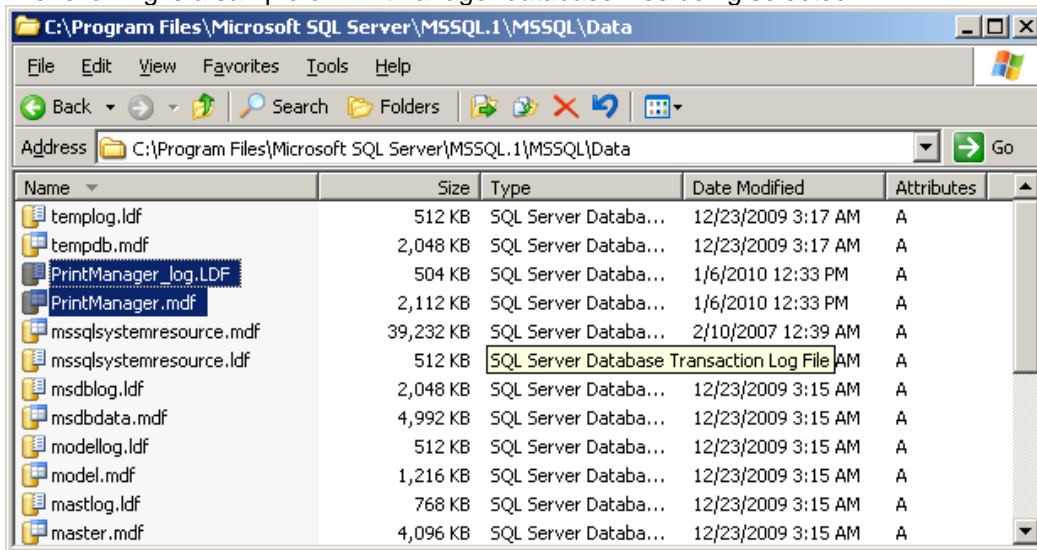 C:\Program Files\Microsoft SQL Server\MSSQL.1\MSSQL\Data
File Edit View Favorites Tools Help
Back Search Folders
Address C:\Program Files\Microsoft SQL Server\MSSQL.1\MSSQL\Data Go
Name Size Type Date Modified Attributes
templog.ldf 512 KB SQL Server Databa... 12/23/2009 3:17 AM A
tempdb.mdf 2,048 KB SQL Server Databa... 12/23/2009 3:17 AM A
PrintManager_log.LDF 504 KB SQL Server Databa... 1/6/2010 12:33 PM A
PrintManager.mdf 2,112 KB SQL Server Databa... 1/6/2010 12:33 PM A
mssqlsystemresource.mdf 39,232 KB SQL Server Databa... 2/10/2007 12:39 AM A
mssqlsystemresource.ldf 512 KB SQL Server Database Transaction Log File AM A
msdblog.ldf 2,048 KB SQL Server Databa... 12/23/2009 3:15 AM A
msdbdata.mdf 4,992 KB SQL Server Databa... 12/23/2009 3:15 AM A
modellog.ldf 512 KB SQL Server Databa... 12/23/2009 3:15 AM A
model.mdf 1,216 KB SQL Server Databa... 12/23/2009 3:15 AM A
mastlog.ldf 768 KB SQL Server Databa... 12/23/2009 3:15 AM A
master.mdf 4,096 KB SQL Server Databa... 12/23/2009 3:15 AM A